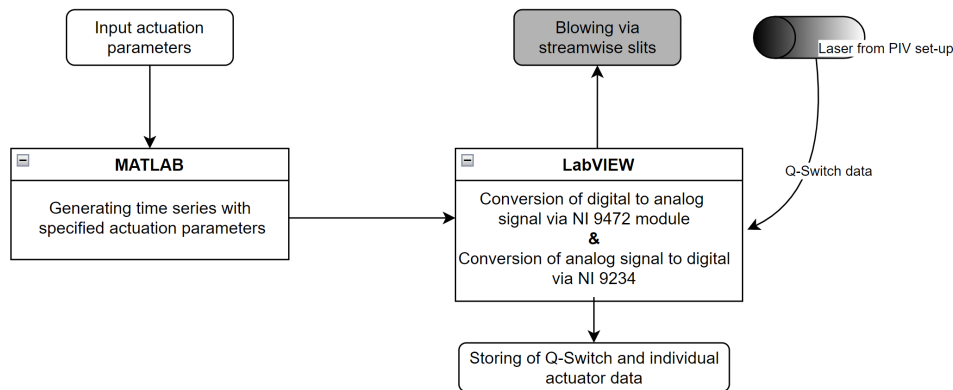 Input actuation
parameters
Blowing via
streamwise slits
Laser from PIV set-up
MATLAB
Generating time series with
specified actuation parameters
LabVIEW
Conversion of digital to analog
signal via NI 9472 module
&
Conversion of analog signal to digital
via NI 9234
Q-Switch data
Storing of Q-Switch and individual
actuator data